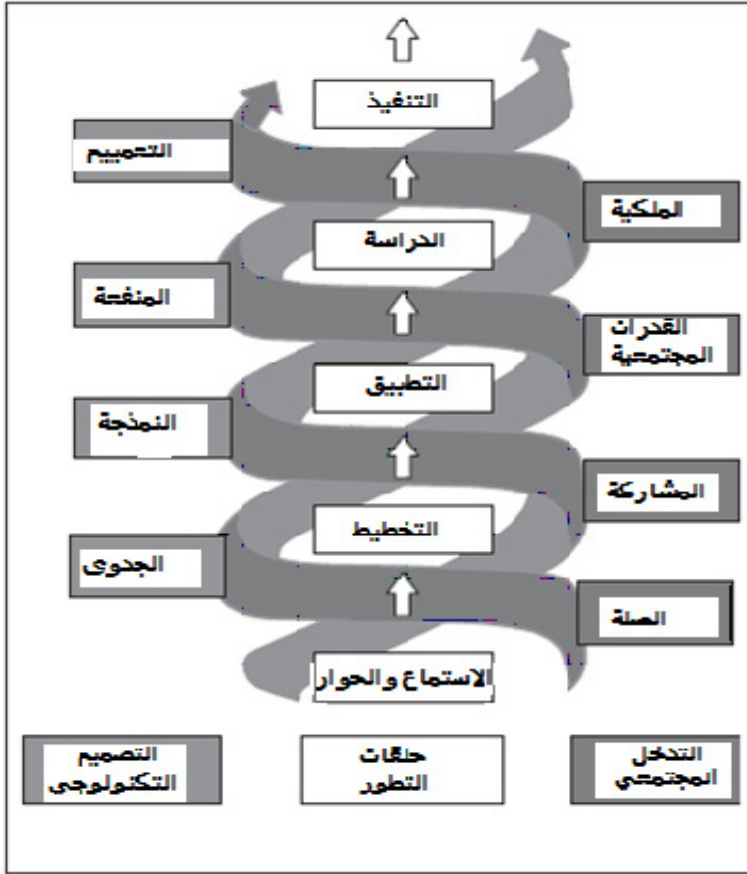 التنفيذ
التعمييم
الملكية
الدراسة
المنفعة
القدرات
المجتمعية
التطبيق
النمذجة
المشاركة
التخطيط
الجدوى
الصلة
الاستماع والحوار
التدخل
المجتمعي
حلقات
التطور
التصميم
التكنولوجي